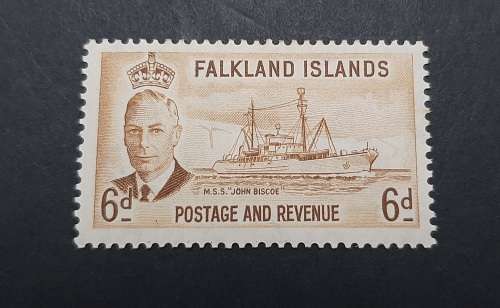 FALKLAND ISLANDS
M.S.S. "JOHN BISCOE"
6d 6d
POSTAGE AND REVENUE